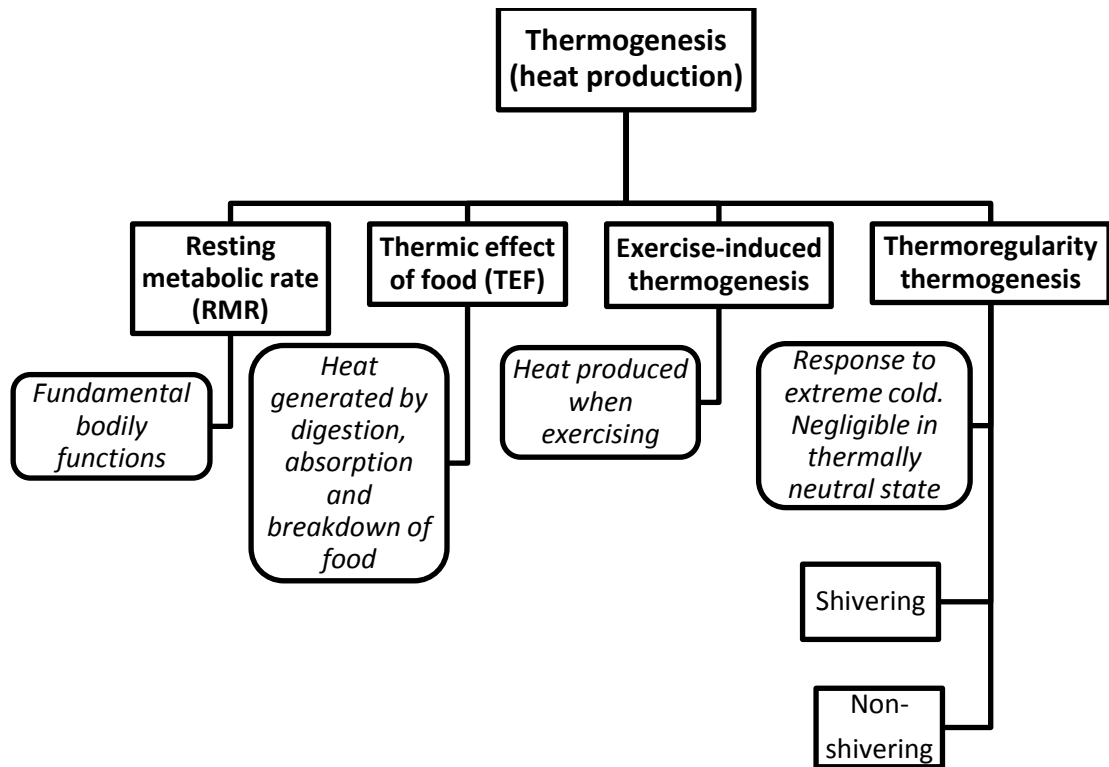 Thermogenesis
(heat production)
Resting
metabolic rate
(RMR)
Thermic effect
of food (TEF)
Exercise-induced
thermogenesis
Thermoregularity
thermogenesis
Fundamental
bodily
functions
Heat
generated by
digestion,
absorption
and
breakdown of
food
Heat produced
when
exercising
Response to
extreme cold.
Negligible in
thermally
neutral state
Shivering
Non-
shivering